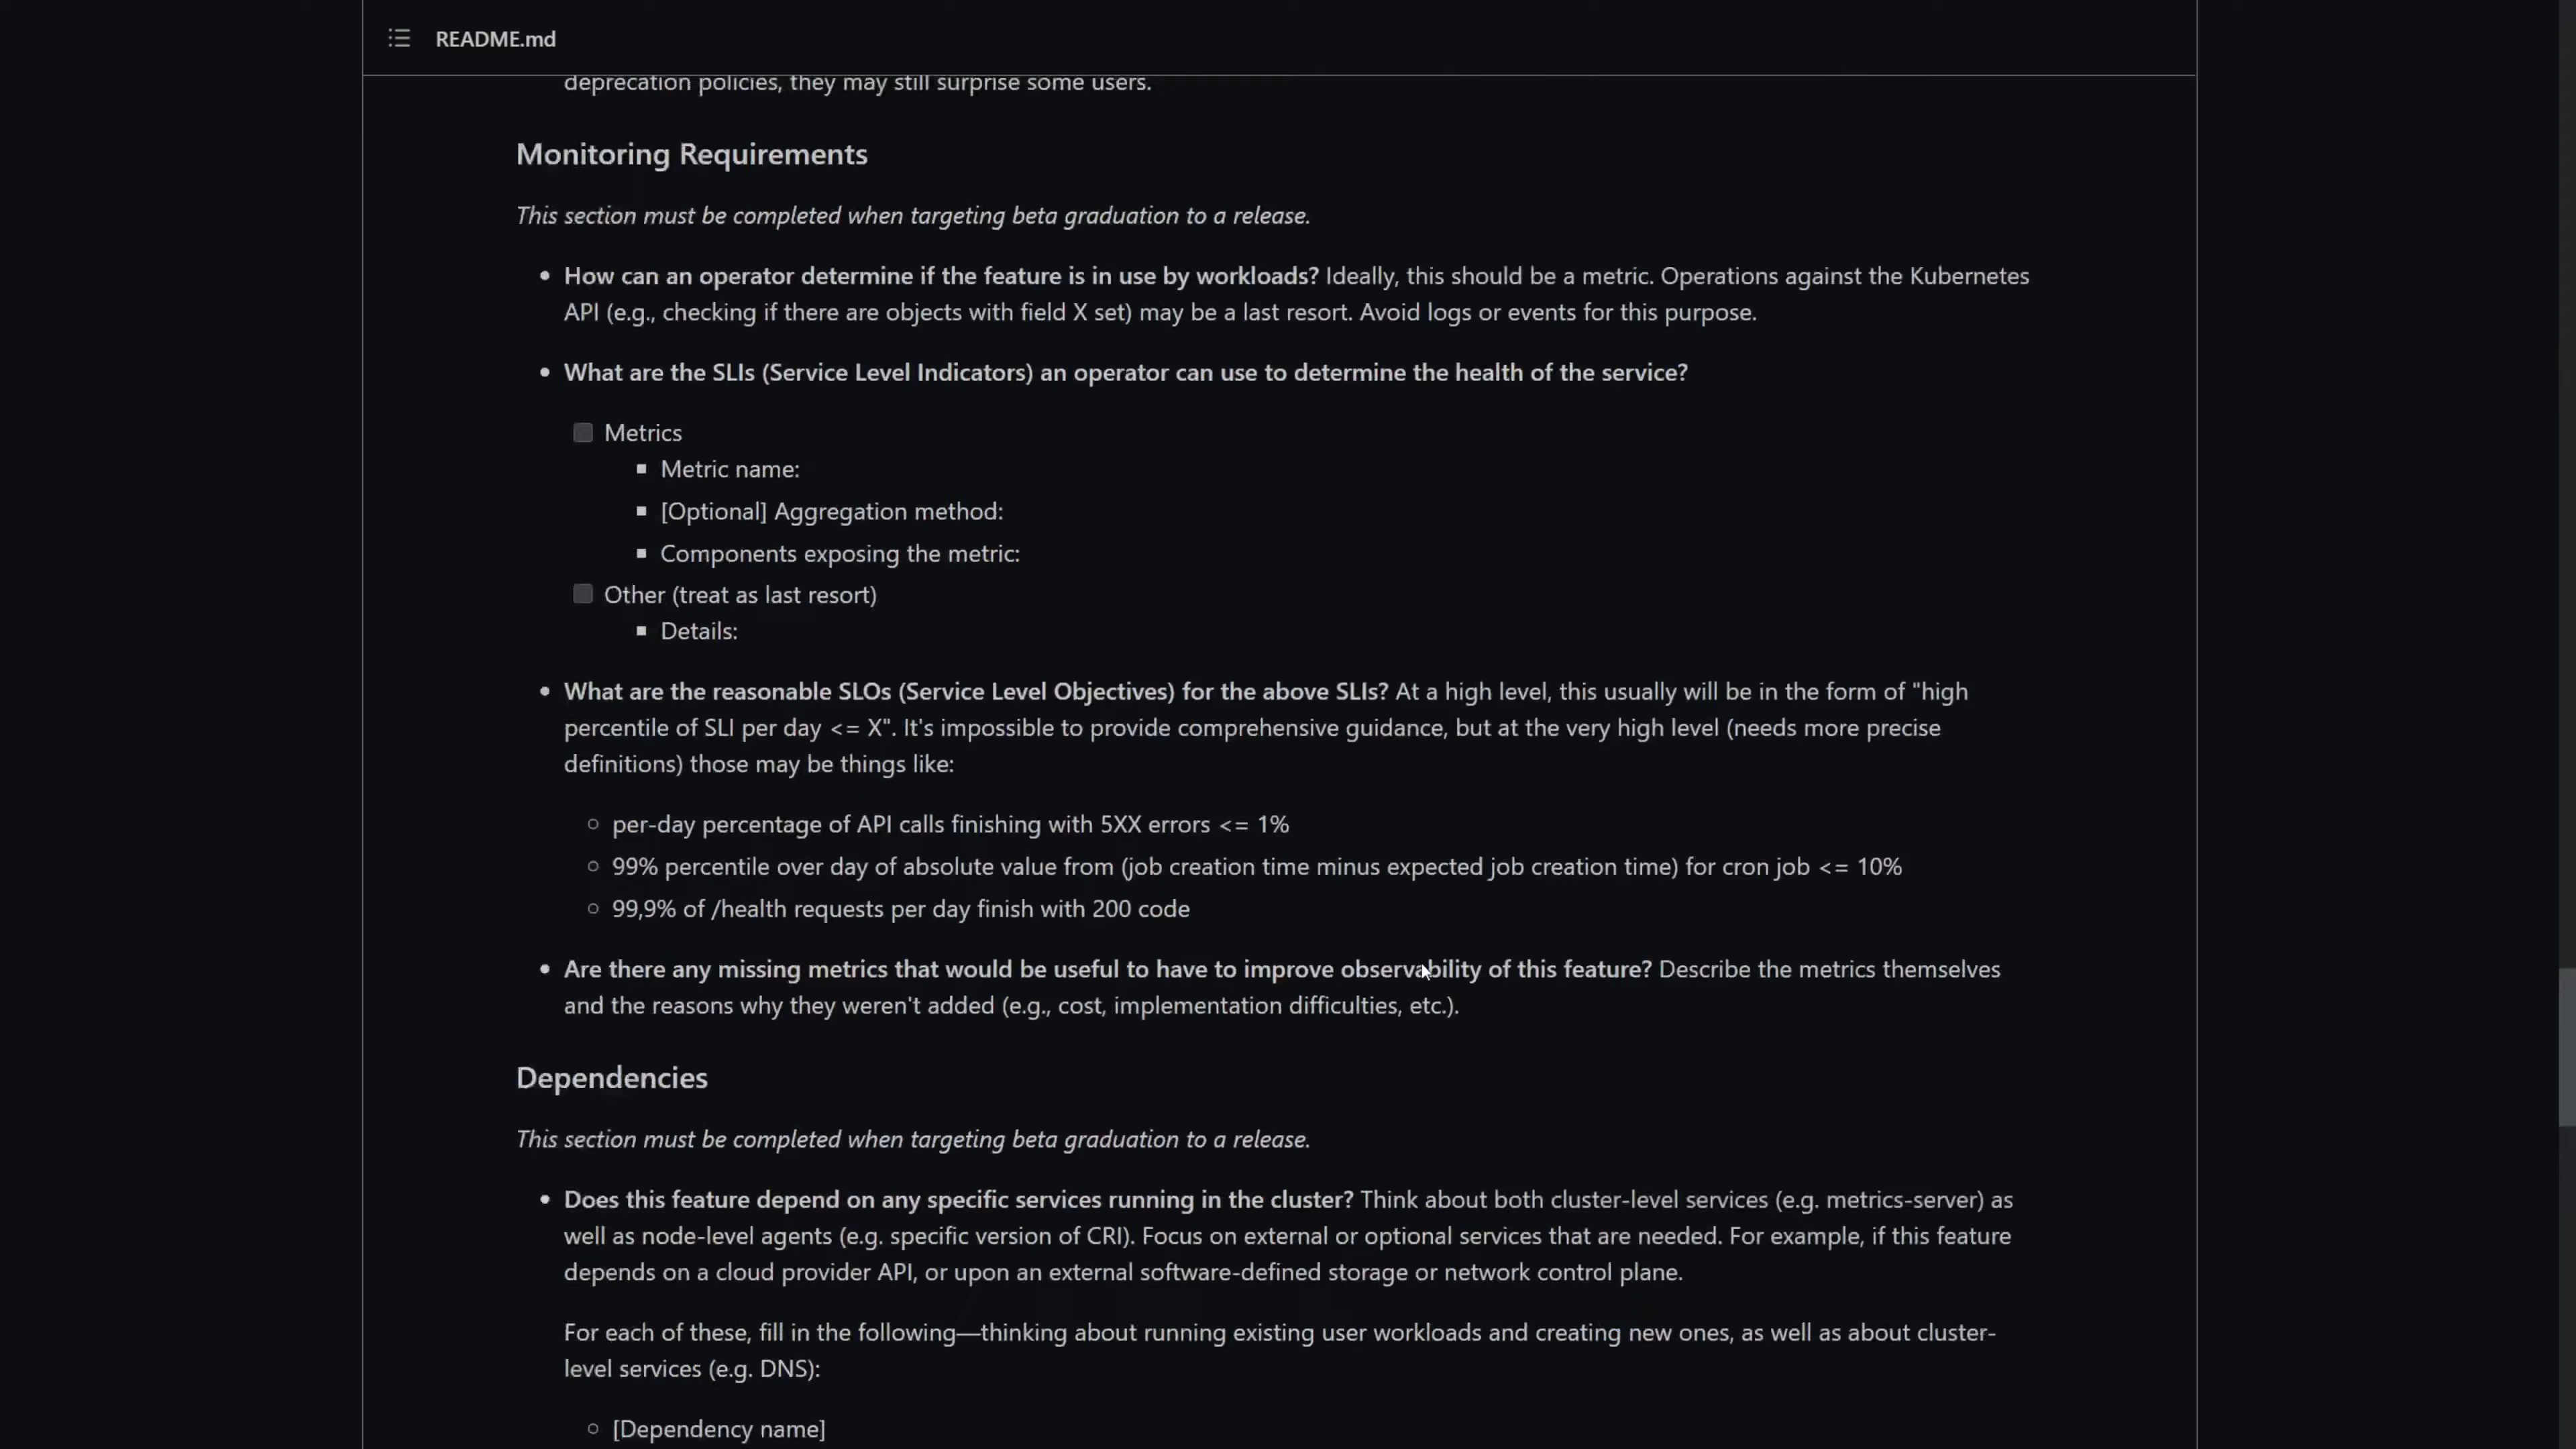 README.md
deprecation policies, they may still surprise some users.
Monitoring Requirements
This section must be completed when targeting beta graduation to a release.
How can an operator determine if the feature is in use by workloads? Ideally, this should be a metric. Operations against the Kubernetes
API (e.g., checking if there are objects with field X set) may be a last resort. Avoid logs or events for this purpose.
What are the SLIs (Service Level Indicators) an operator can use to determine the health of the service?
Metrics
Metric name:
[Optional] Aggregation method:
Components exposing the metric:
Other (treat as last resort)
Details:
What are the reasonable SLOs (Service Level Objectives) for the above SLIs? At a high level, this usually will be in the form of "high
percentile of SLI per day <= X". It's impossible to provide comprehensive guidance, but at the very high level (needs more precise
definitions) those may be things like:
per-day percentage of API calls finishing with 5XX errors <= 1%
99% percentile over day of absolute value from (job creation time minus expected job creation time) for cron job <= 10%
99,9% of /health requests per day finish with 200 code
Are there any missing metrics that would be useful to have to improve observability of this feature? Describe the metrics themselves
and the reasons why they weren't added (e.g., cost, implementation difficulties, etc.).
Dependencies
This section must be completed when targeting beta graduation to a release.
Does this feature depend on any specific services running in the cluster? Think about both cluster-level services (e.g. metrics-server) as
well as node-level agents (e.g. specific version of CRI). Focus on external or optional services that are needed. For example, if this feature
depends on a cloud provider API, or upon an external software-defined storage or network control plane.
For each of these, fill in the following—thinking about running existing user workloads and creating new ones, as well as about cluster-
level services (e.g. DNS):
[Dependency name]